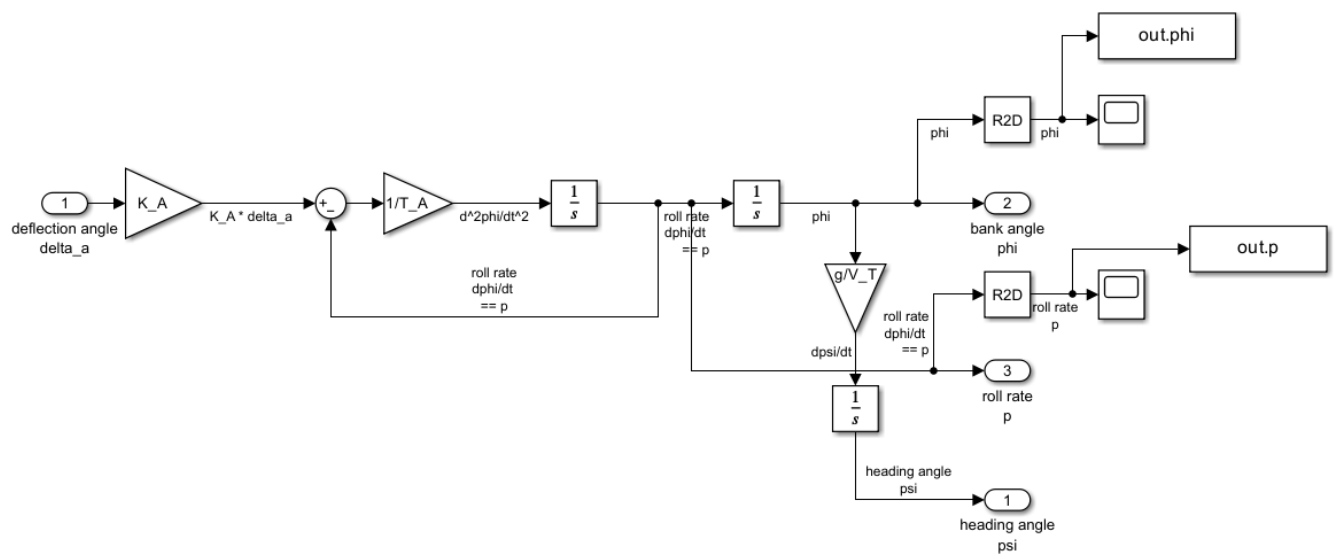 out.phi
R2D
phi
phi
1
deflection angle
delta_a
K_A
K_A * delta_a
+
-
1/T_A
d^2phi/dt^2
1
s
roll rate
dphi/dt
== p
1
s
phi
2
bank angle
phi
roll rate
dphi/dt
== p
g/V_T
dpsi/dt
out.p
R2D
roll rate
p
roll rate
dphi/dt
== p
3
roll rate
p
1
s
heading angle
psi
1
heading angle
psi